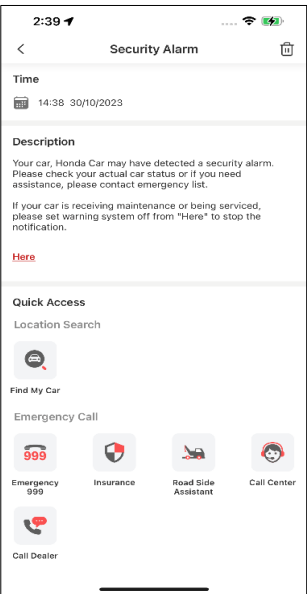 2:39
Security Alarm
Time
14:38 30/10/2023
Description
Your car, Honda Car may have detected a security alarm.
Please check your actual car status or if you need
assistance, please contact emergency list.
If your car is receiving maintenance or being serviced,
please set warning system off from "Here" to stop the
notification.
Here
Quick Access
Location Search
Find My Car
Emergency Call
999
Emergency
999
Insurance
Road Side
Assistant
Call Center
Call Dealer